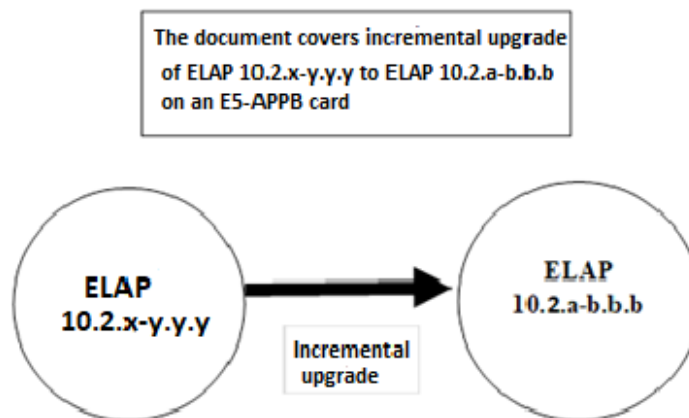 The document covers incremental upgrade
of ELAP 10.2.x-y.y.y to ELAP 10.2.a-b.b.b
on an E5-APPB card
ELAP
10.2.x-y.y.y
ELAP
10.2.a-b.b.b
Incremental
upgrade